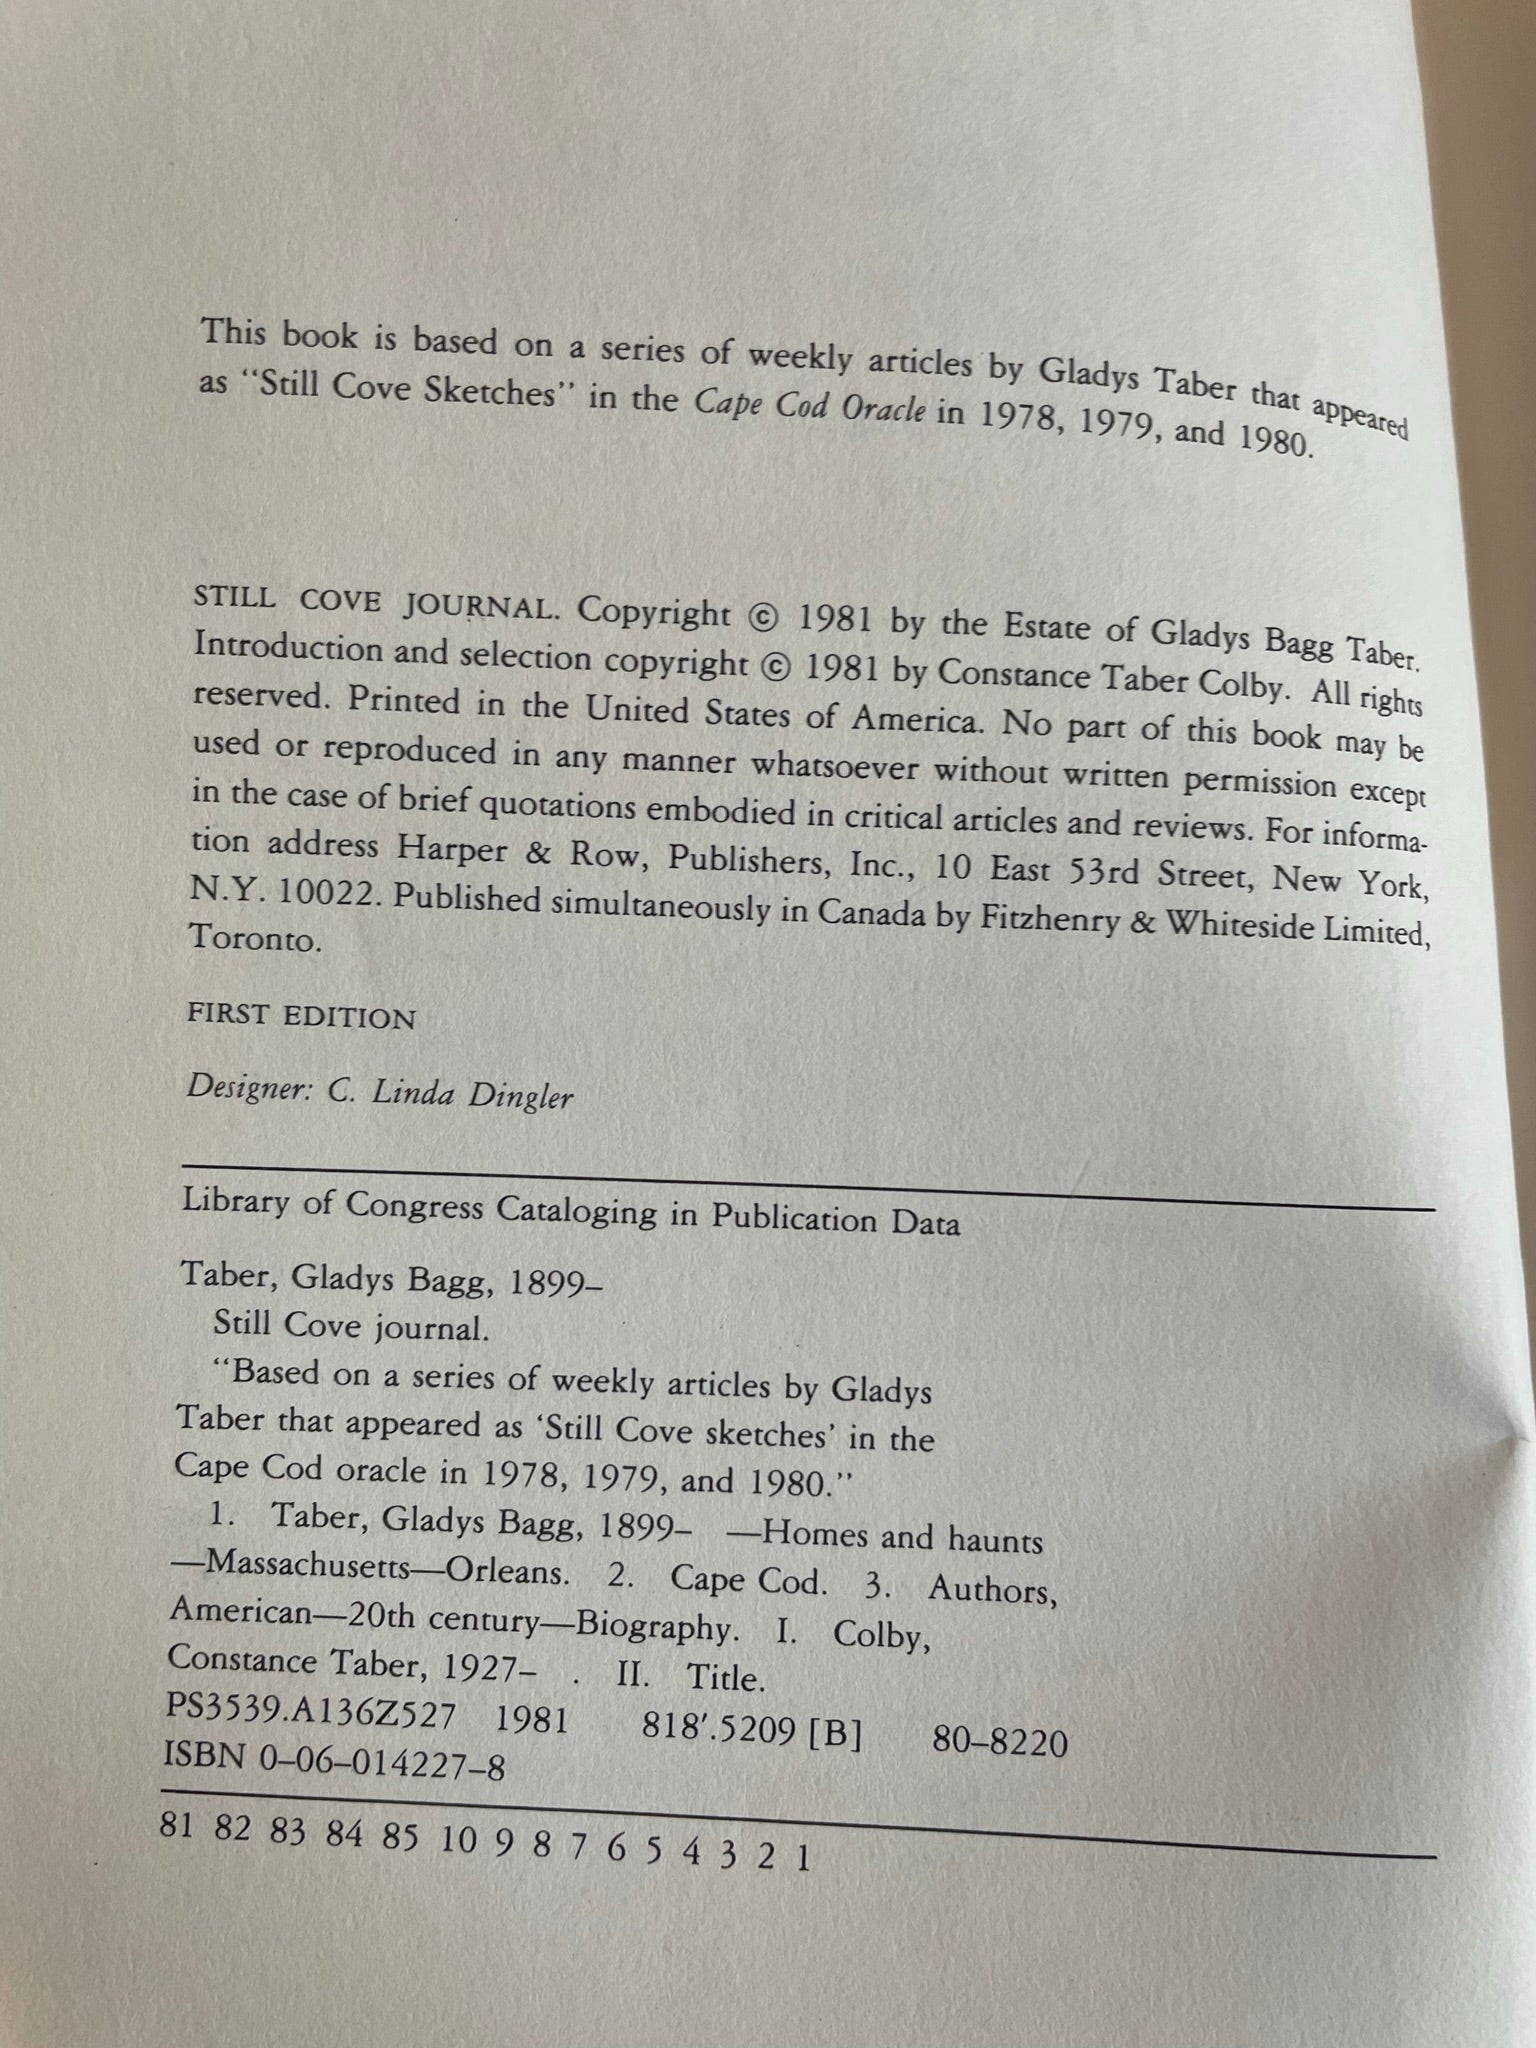 This book is based on a series of weekly articles by Gladys Taber that appeared
as “Still Cove Sketches” in the Cape Cod Oracle in 1978, 1979, and 1980.
STILL COVE JOURNAL. Copyright © 1981 by the Estate of Gladys Bagg Taber.
Introduction and selection copyright © 1981 by Constance Taber Colby. All rights
reserved. Printed in the United States of America. No part of this book may be
used or reproduced in any manner whatsoever without written permission except
in the case of brief quotations embodied in critical articles and reviews. For informa-
tion address Harper & Row, Publishers, Inc., 10 East 53rd Street, New York,
N.Y. 10022. Published simultaneously in Canada by Fitzhenry & Whiteside Limited,
Toronto.
FIRST EDITION
Designer: C. Linda Dingler
Library of Congress Cataloging in Publication Data
Taber, Gladys Bagg, 1899–
Still Cove journal.
“Based on a series of weekly articles by Gladys
Taber that appeared as ‘Still Cove sketches’ in the
Cape Cod oracle in 1978, 1979, and 1980.”
1. Taber, Gladys Bagg, 1899– —Homes and haunts
—Massachusetts—Orleans. 2. Cape Cod. 3. Authors,
American—20th century—Biography. I. Colby,
Constance Taber, 1927– . II. Title.
PS3539.A136Z527 1981 818′.5209 [B] 80–8220
ISBN 0–06–014227–8
81 82 83 84 85 10 9 8 7 6 5 4 3 2 1